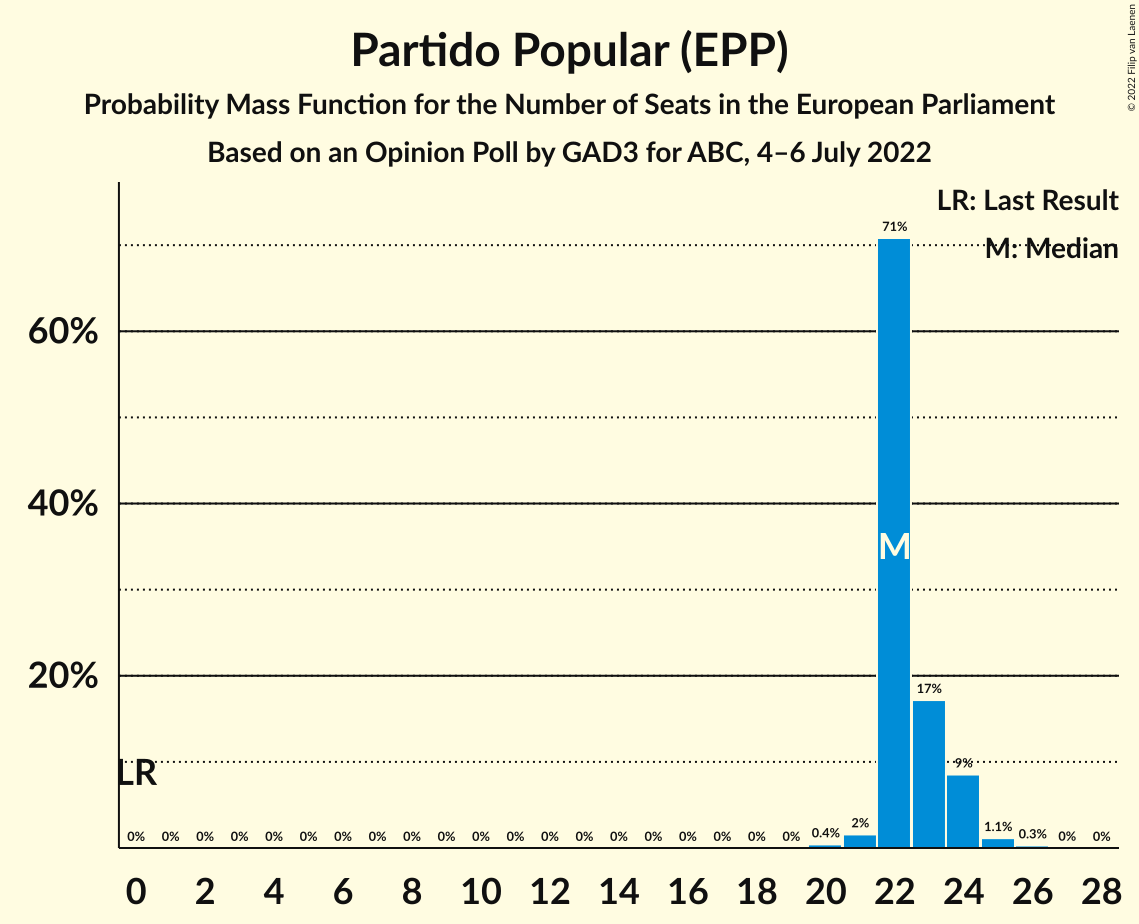 Partido Popular (EPP)
Probability Mass Function for the Number of Seats in the European Parliament
Based on an Opinion Poll by GAD3 for ABC, 4–6 July 2022
© 2022 Filip van Laenen
LR: Last Result
M: Median
71%
60%
40%
M
20%
17%
LR
9%
0% 0% 0% 0% 0% 0% 0% 0% 0% 0% 0% 0% 0% 0% 0% 0% 0% 0% 0% 0% 0.4% 2% 1.1% 0.3% 0% 0%
0 2 4 6 8 10 12 14 16 18 20 22 24 26 28